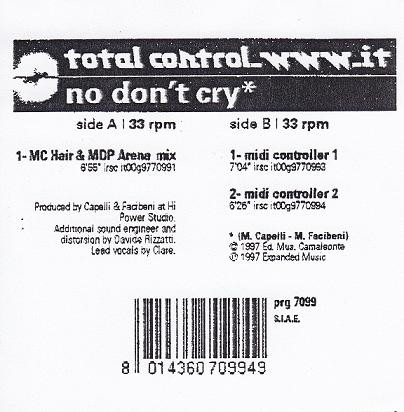 total control_www_it
no don't cry*
side A | 33 rpm
1- MC Hair & MDP Arena mix
6'55" irsc it00g9770991
Produced by Capelli & Facibeni at Hi
Power Studio.
Additional sound engineer and
distorsion by Davide Rizzatti.
Lead vocals by Clare.
side B | 33 rpm
1- midi controller 1
7'04" irsc it00g9770993
2- midi controller 2
6'26" irsc it00g9770994
* (M. Capelli - M. Facibeni)
© 1997 Ed. Mus. Camaleonte
℗ 1997 Expanded Music
prg 7099
S.I.A.E.
8 014360 709949